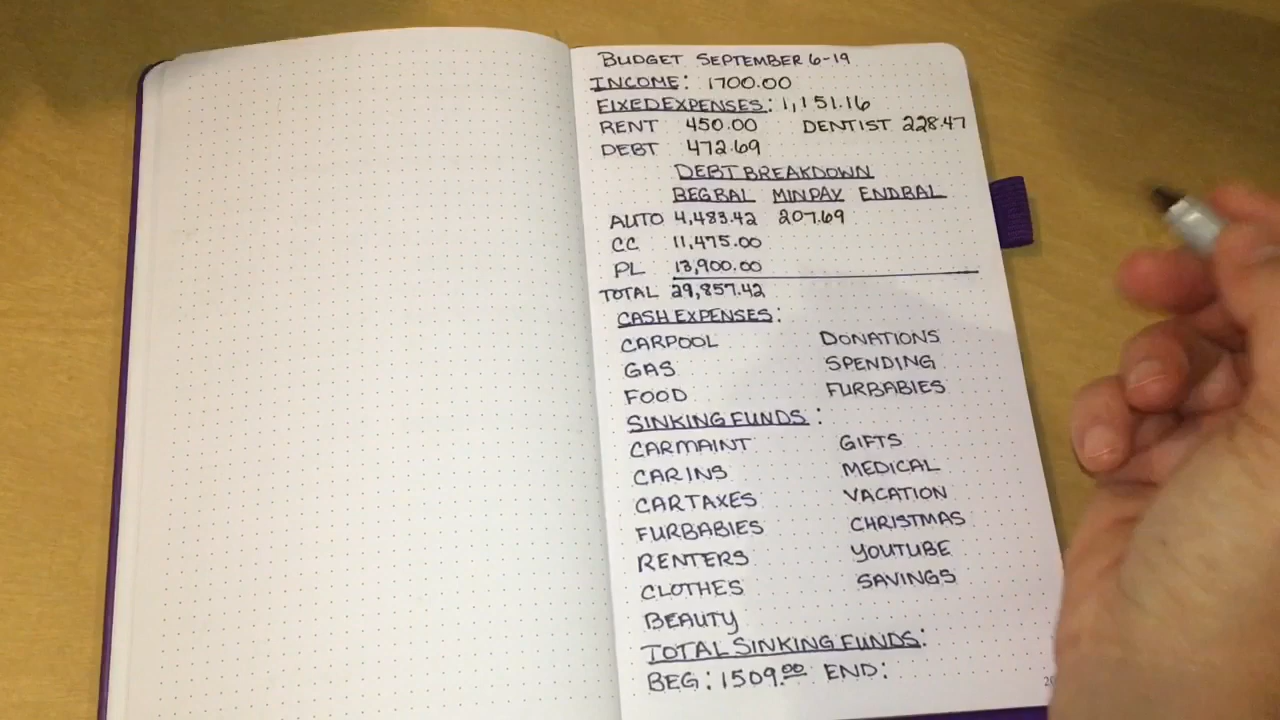 BUDGET SEPTEMBER 6-19
INCOME: 1700.00
FIXED EXPENSES: 1,151.16
RENT 450.00 DENTIST 228.47
DEBT 472.69
DEBT BREAKDOWN
BEG BAL MIN PAY END BAL
AUTO 4,483.42 207.69
CC 11,475.00
PL 13,900.00
TOTAL 29,857.42
CASH EXPENSES:
CARPOOL DONATIONS
GAS SPENDING
FOOD FURBABIES
SINKING FUNDS:
CAR MAINT GIFTS
CAR INS MEDICAL
CAR TAXES VACATION
FURBABIES CHRISTMAS
RENTERS YOUTUBE
CLOTHES SAVINGS
BEAUTY
TOTAL SINKING FUNDS:
BEG: 1509.00 END: